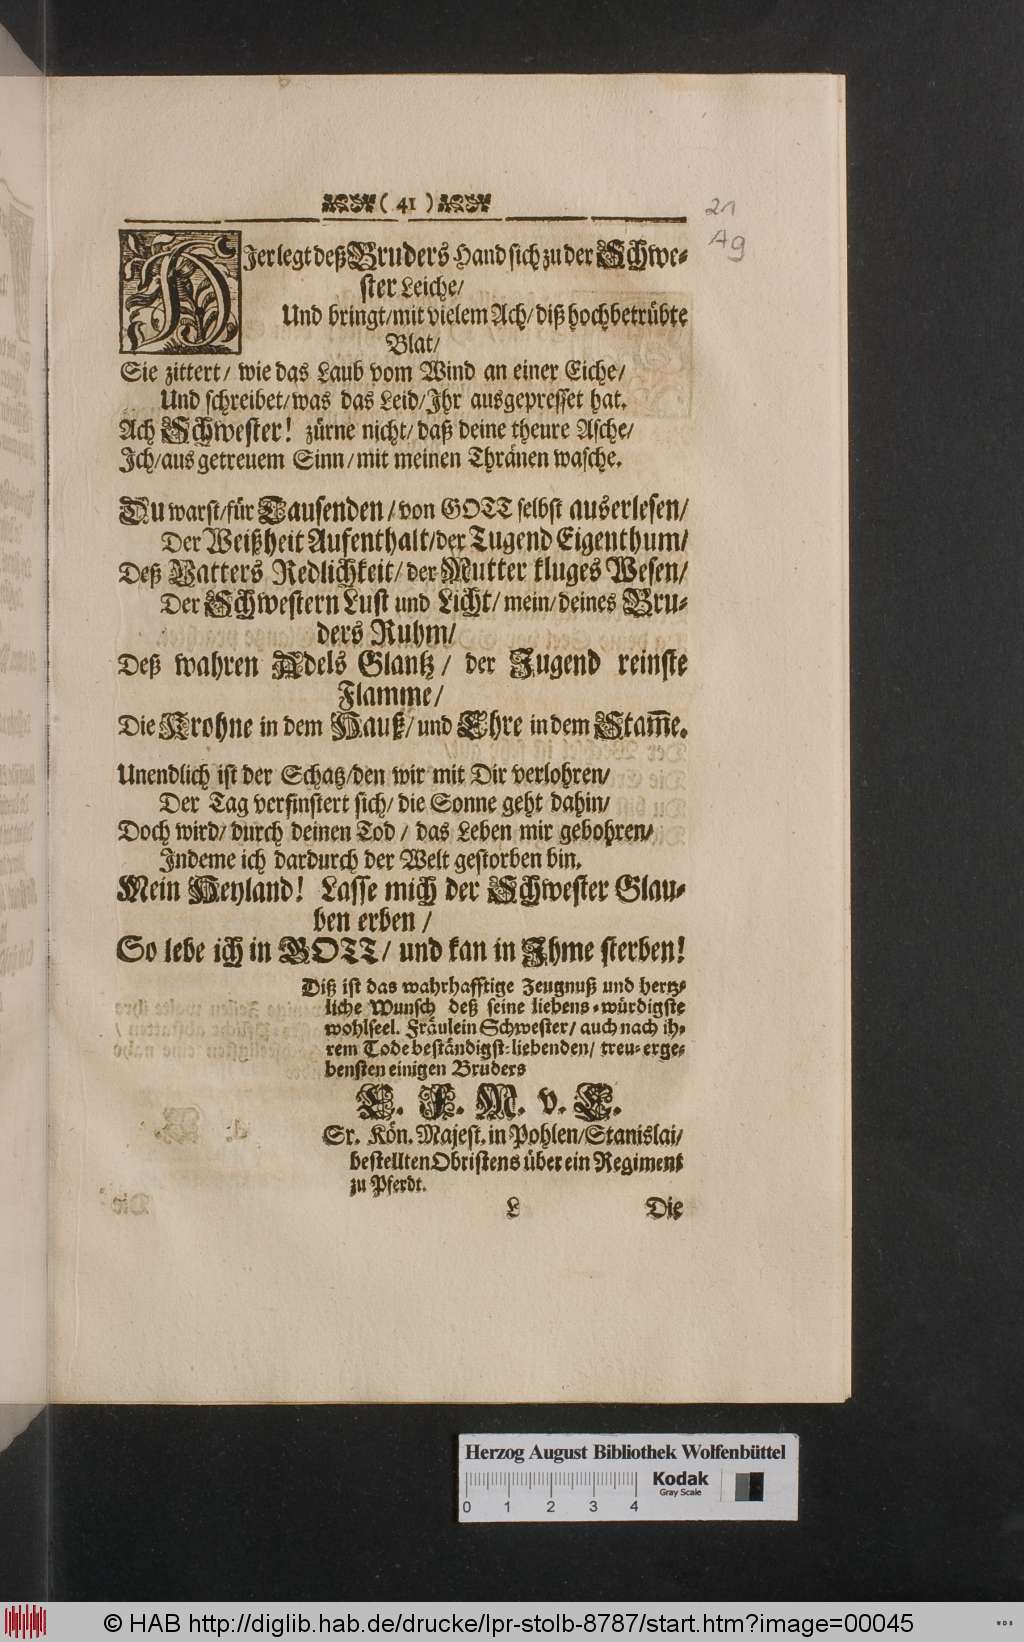 ( 41 )
21
Ag
HIer legt deß Bruders Hand sich zu der Schwe-
ster Leiche/
Und bringt/mit vielem Ach/diß hochbetrübte
Blat/
Sie zittert/ wie das Laub vom Wind an einer Eiche/
Und schreibet/was das Leid/Ihr ausgepresset hat.
Ach Schwester! zürne nicht/daß deine theure Asche/
Ich/aus getreuem Sinn/mit meinen Thränen wasche.
Du warst/für Tausenden/von GOTT selbst auserlesen/
Der Weißheit Aufenthalt/der Tugend Eigenthum/
Deß Vatters Redlichkeit/der Mutter kluges Wesen/
Der Schwestern Lust und Licht/mein/deines Bru-
ders Ruhm/
Deß wahren Adels Glantz/ der Jugend reinste
Flamme/
Die Krohne in dem Hauß/und Ehre in dem Stam̄e.
Unendlich ist der Schatz/den wir mit Dir verlohren/
Der Tag verfinstert sich/die Sonne geht dahin/
Doch wird/durch deinen Tod/das Leben mir gebohren/
Indeme ich dardurch der Welt gestorben bin.
Mein Heyland! Lasse mich der Schwester Glau-
ben erben/
So lebe ich in GOTT/ und kan in Ihme sterben!
Diß ist das wahrhafftige Zeugnuß und hertz-
liche Wunsch deß seine liebens-würdigste
wohlseel. Fräulein Schwester/auch nach ih-
rem Tode beständigst-liebenden/treu-erge-
bensten einigen Bruders
E. F. M. v. E.
Sr. Kön. Majest. in Pohlen/Stanislai/
bestellten Obristens über ein Regiment
zu Pferdt.
L Die
Herzog August Bibliothek Wolfenbüttel
0 1 2 3 4
Kodak
Gray Scale
© HAB http://diglib.hab.de/drucke/lpr-stolb-8787/start.htm?image=00045